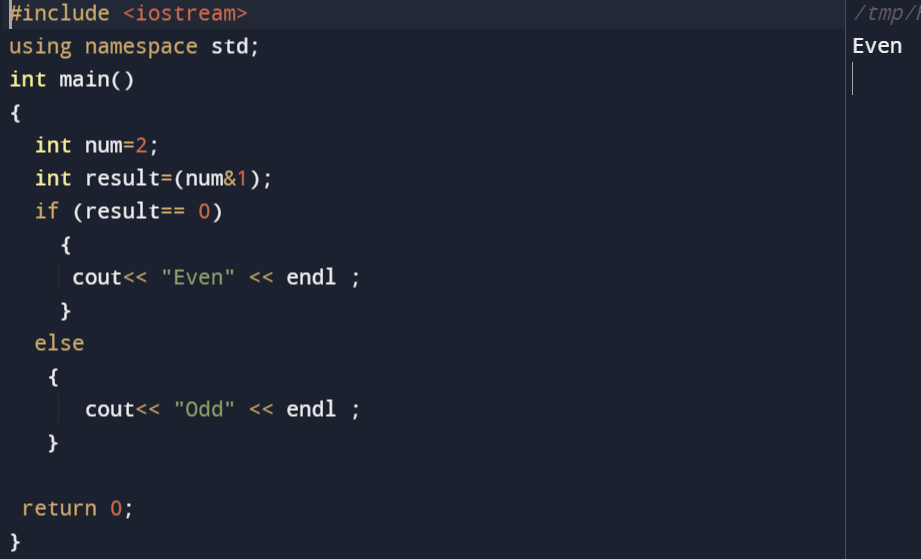 #include <iostream>
using namespace std;
int main()
{
int num=2;
int result=(num&1);
if (result== 0)
{
cout<< "Even" << endl ;
}
else
{
cout<< "Odd" << endl ;
}
return 0;
}
/tmp/
Even